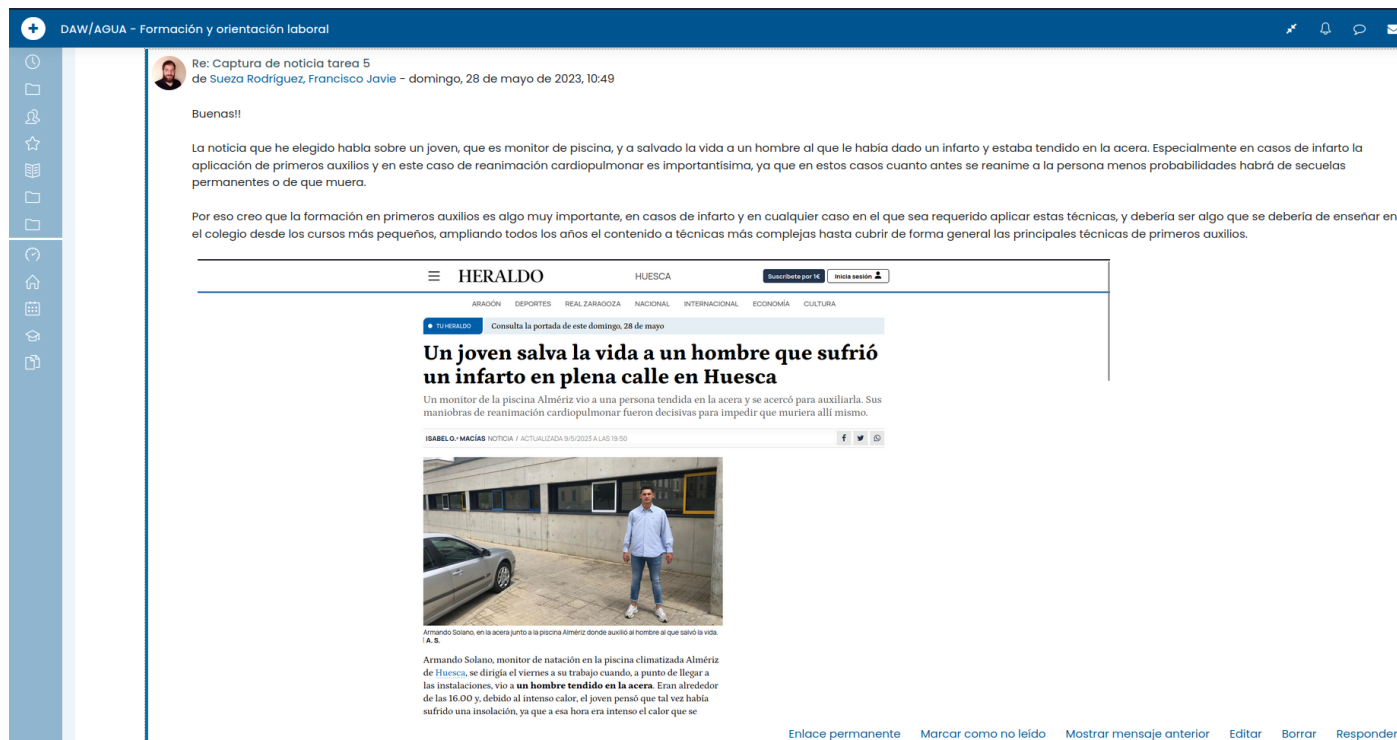 DAW/AGUA - Formación y orientación laboral
Re: Captura de noticia tarea 5
de Sueza Rodríguez, Francisco Javie - domingo, 28 de mayo de 2023, 10:49
Buenas!!
La noticia que he elegido habla sobre un joven, que es monitor de piscina, y a salvado la vida a un hombre al que le había dado un infarto y estaba tendido en la acera. Especialmente en casos de infarto la
aplicación de primeros auxilios y en este caso de reanimación cardiopulmonar es importantísima, ya que en estos casos cuanto antes se reanime a la persona menos probabilidades habrá de secuelas
permanentes o de que muera.
Por eso creo que la formación en primeros auxilios es algo muy importante, en casos de infarto y en cualquier caso en el que sea requerido aplicar estas técnicas, y debería ser algo que se debería de enseñar en
el colegio desde los cursos más pequeños, ampliando todos los años el contenido a técnicas más complejas hasta cubrir de forma general las principales técnicas de primeros auxilios.
HERALDO HUESCA Suscríbete por 1€ Inicia sesión
ARAGÓN DEPORTES REAL ZARAGOZA NACIONAL INTERNACIONAL ECONOMÍA CULTURA
TU HERALDO Consulta la portada de este domingo, 28 de mayo
Un joven salva la vida a un hombre que sufrió
un infarto en plena calle en Huesca
Un monitor de la piscina Almériz vio a una persona tendida en la acera y se acercó para auxiliarla. Sus
maniobras de reanimación cardiopulmonar fueron decisivas para impedir que muriera allí mismo.
ISABEL G.ª MACÍAS NOTICIA / ACTUALIZADA 9/5/2023 A LAS 19:50
Armando Solano, en la acera junto a la piscina Almériz donde auxilió al hombre al que salvó la vida.
A. S.
Armando Solano, monitor de natación en la piscina climatizada Almériz
de Huesca, se dirigía el viernes a su trabajo cuando, a punto de llegar a
las instalaciones, vio a un hombre tendido en la acera. Eran alrededor
de las 16.00 y, debido al intenso calor, el joven pensó que tal vez había
sufrido una insolación, ya que a esa hora era intenso el calor que se
Enlace permanente Marcar como no leído Mostrar mensaje anterior Editar Borrar Responder